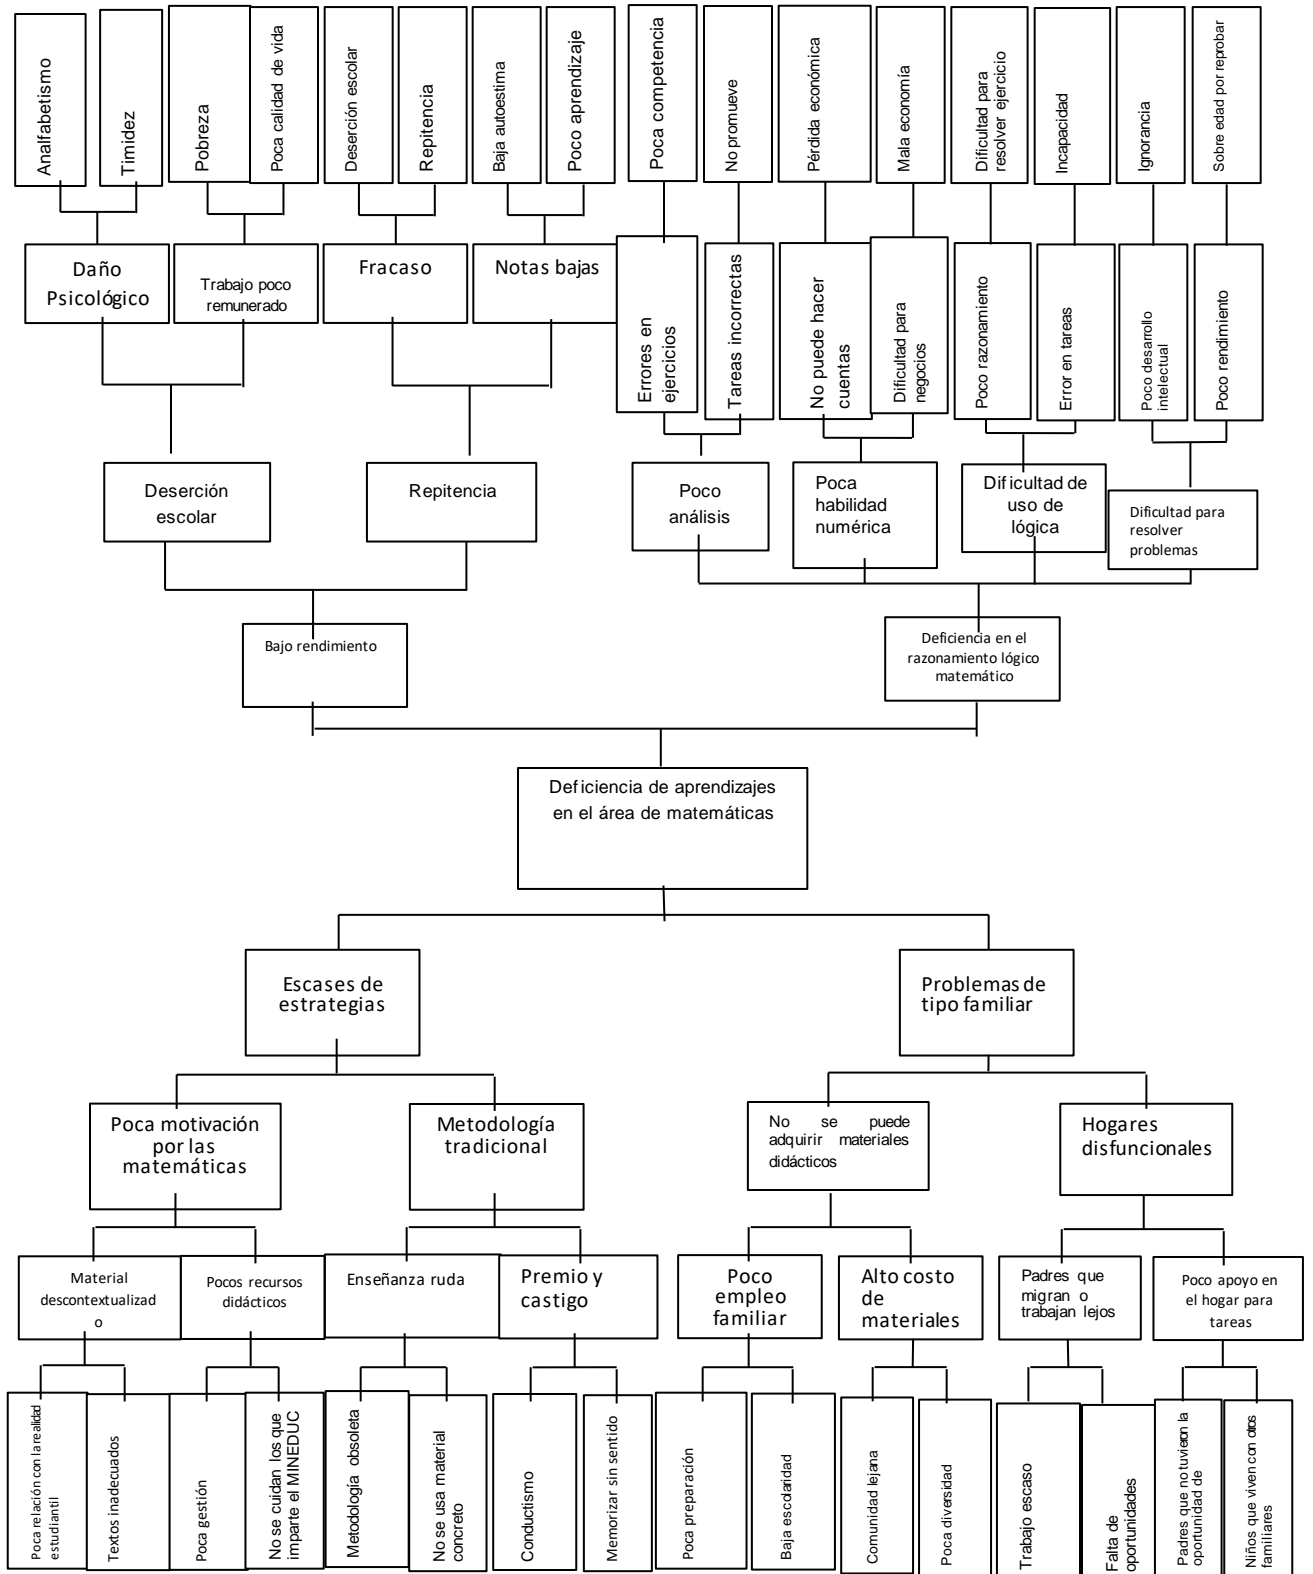 Analfabetismo
Timidez
Pobreza
Poca calidad de vida
Deserción escolar
Repitencia
Baja autoestima
Poco aprendizaje
Poca competencia
No promueve
Pérdida económica
Mala economía
Dificultad para
resolver ejercicio
Incapacidad
Ignorancia
Sobre edad por reprobar
Daño
Psicológico
Trabajo poco
remunerado
Fracaso
Notas bajas
Errores en
ejercicios
Tareas incorrectas
No puede hacer
cuentas
Dificultad para
negocios
Poco razonamiento
Error en tareas
Poco desarrollo
intelectual
Poco rendimiento
Deserción
escolar
Repitencia
Poco
análisis
Poca
habilidad
numérica
Dificultad de
uso de
lógica
Dificultad para
resolver
problemas
Bajo rendimiento
Deficiencia en el
razonamiento lógico
matemático
Deficiencia de aprendizajes
en el área de matemáticas
Escases de
estrategias
Problemas de
tipo familiar
Poca motivación
por las
matemáticas
Metodología
tradicional
No se puede
adquirir materiales
didácticos
Hogares
disfuncionales
Material
descontextualizad
o
Pocos recursos
didácticos
Enseñanza ruda
Premio y
castigo
Poco
empleo
familiar
Alto costo
de
materiales
Padres que
migran o
trabajan lejos
Poco apoyo en
el hogar para
tareas
Poca relación con la realidad
estudiantil
Textos inadecuados
Poca gestión
No se cuidan los que
imparte el MINEDUC
Metodología obsoleta
No se usa material
concreto
Conductismo
Memorizar sin sentido
Poca preparación
Baja escolaridad
Comunidad lejana
Poca diversidad
Trabajo escaso
Falta de
oportunidades
Padres que no tuvieron la
oportunidad de
Niños que viven con otros
familiares